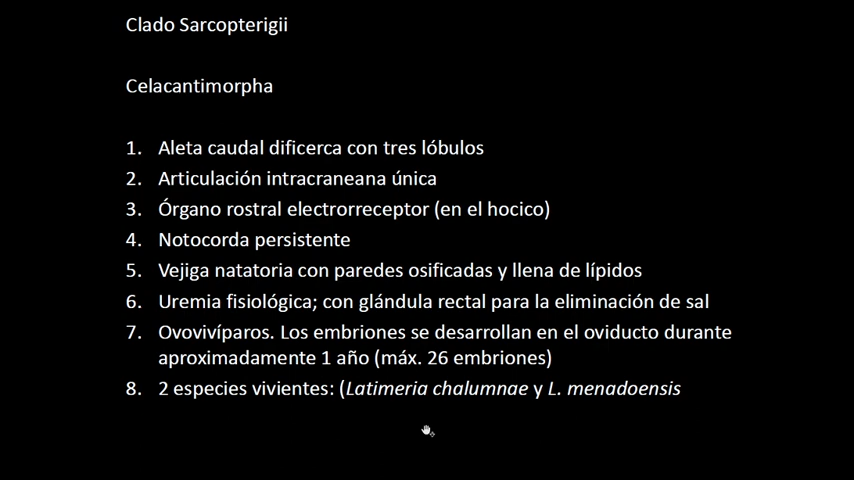 Clado Sarcopterigii
Celacantimorpha
1. Aleta caudal dificerca con tres lóbulos
2. Articulación intracraneana única
3. Órgano rostral electrorreceptor (en el hocico)
4. Notocorda persistente
5. Vejiga natatoria con paredes osificadas y llena de lípidos
6. Uremia fisiológica; con glándula rectal para la eliminación de sal
7. Ovovivíparos. Los embriones se desarrollan en el oviducto durante
aproximadamente 1 año (máx. 26 embriones)
8. 2 especies vivientes: (Latimeria chalumnae y L. menadoensis